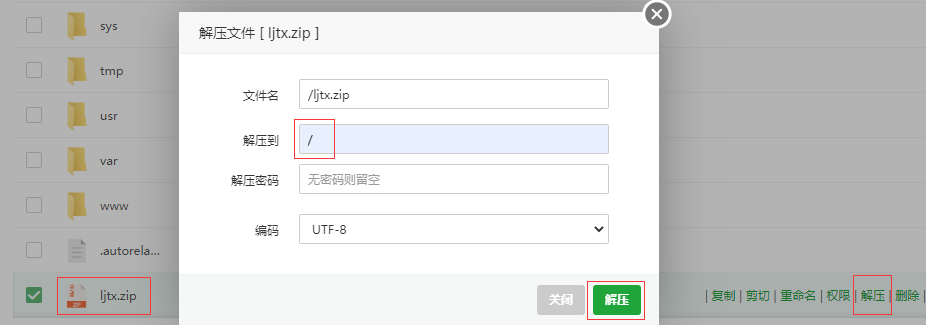 sys
解压文件 [ ljtx.zip ]
tmp
文件名
/ljtx.zip
usr
解压到
/
var
解压密码
无密码则留空
www
编码
UTF-8
.autorela...
ljtx.zip
关闭
解压
| 复制 | 剪切 | 重命名 | 权限 | 解压 | 删除 |